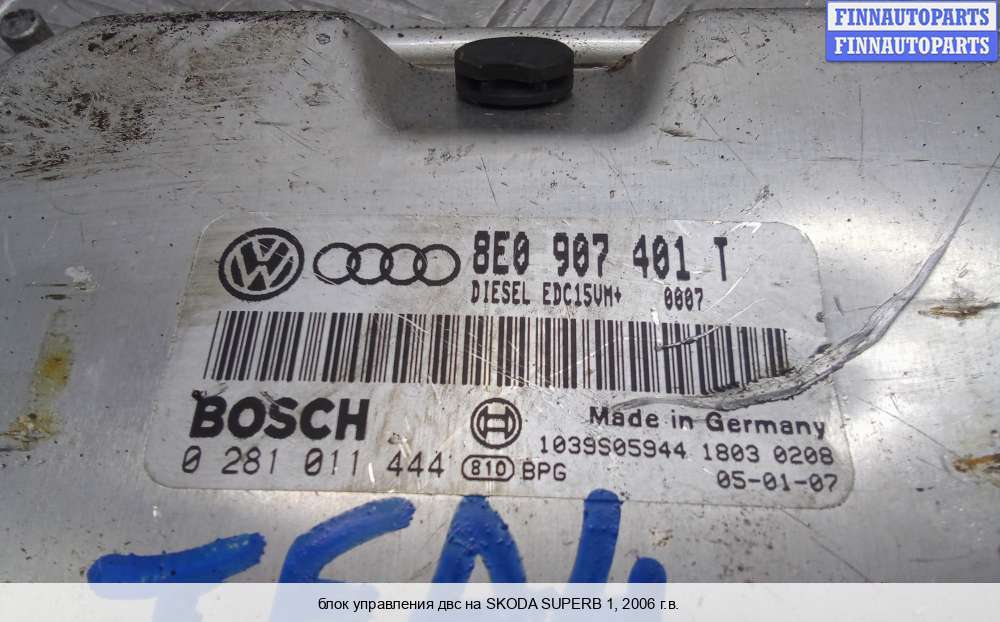 FINNAUTOPARTS
FINNAUTOPARTS
8E0 907 401 T
DIESEL EDC15VM+ 0007
BOSCH
Made in Germany
1039S05944 1803 0208
0 281 011 444 810 BPG
05-01-07
блок управления двс на SKODA SUPERB 1, 2006 г.в.